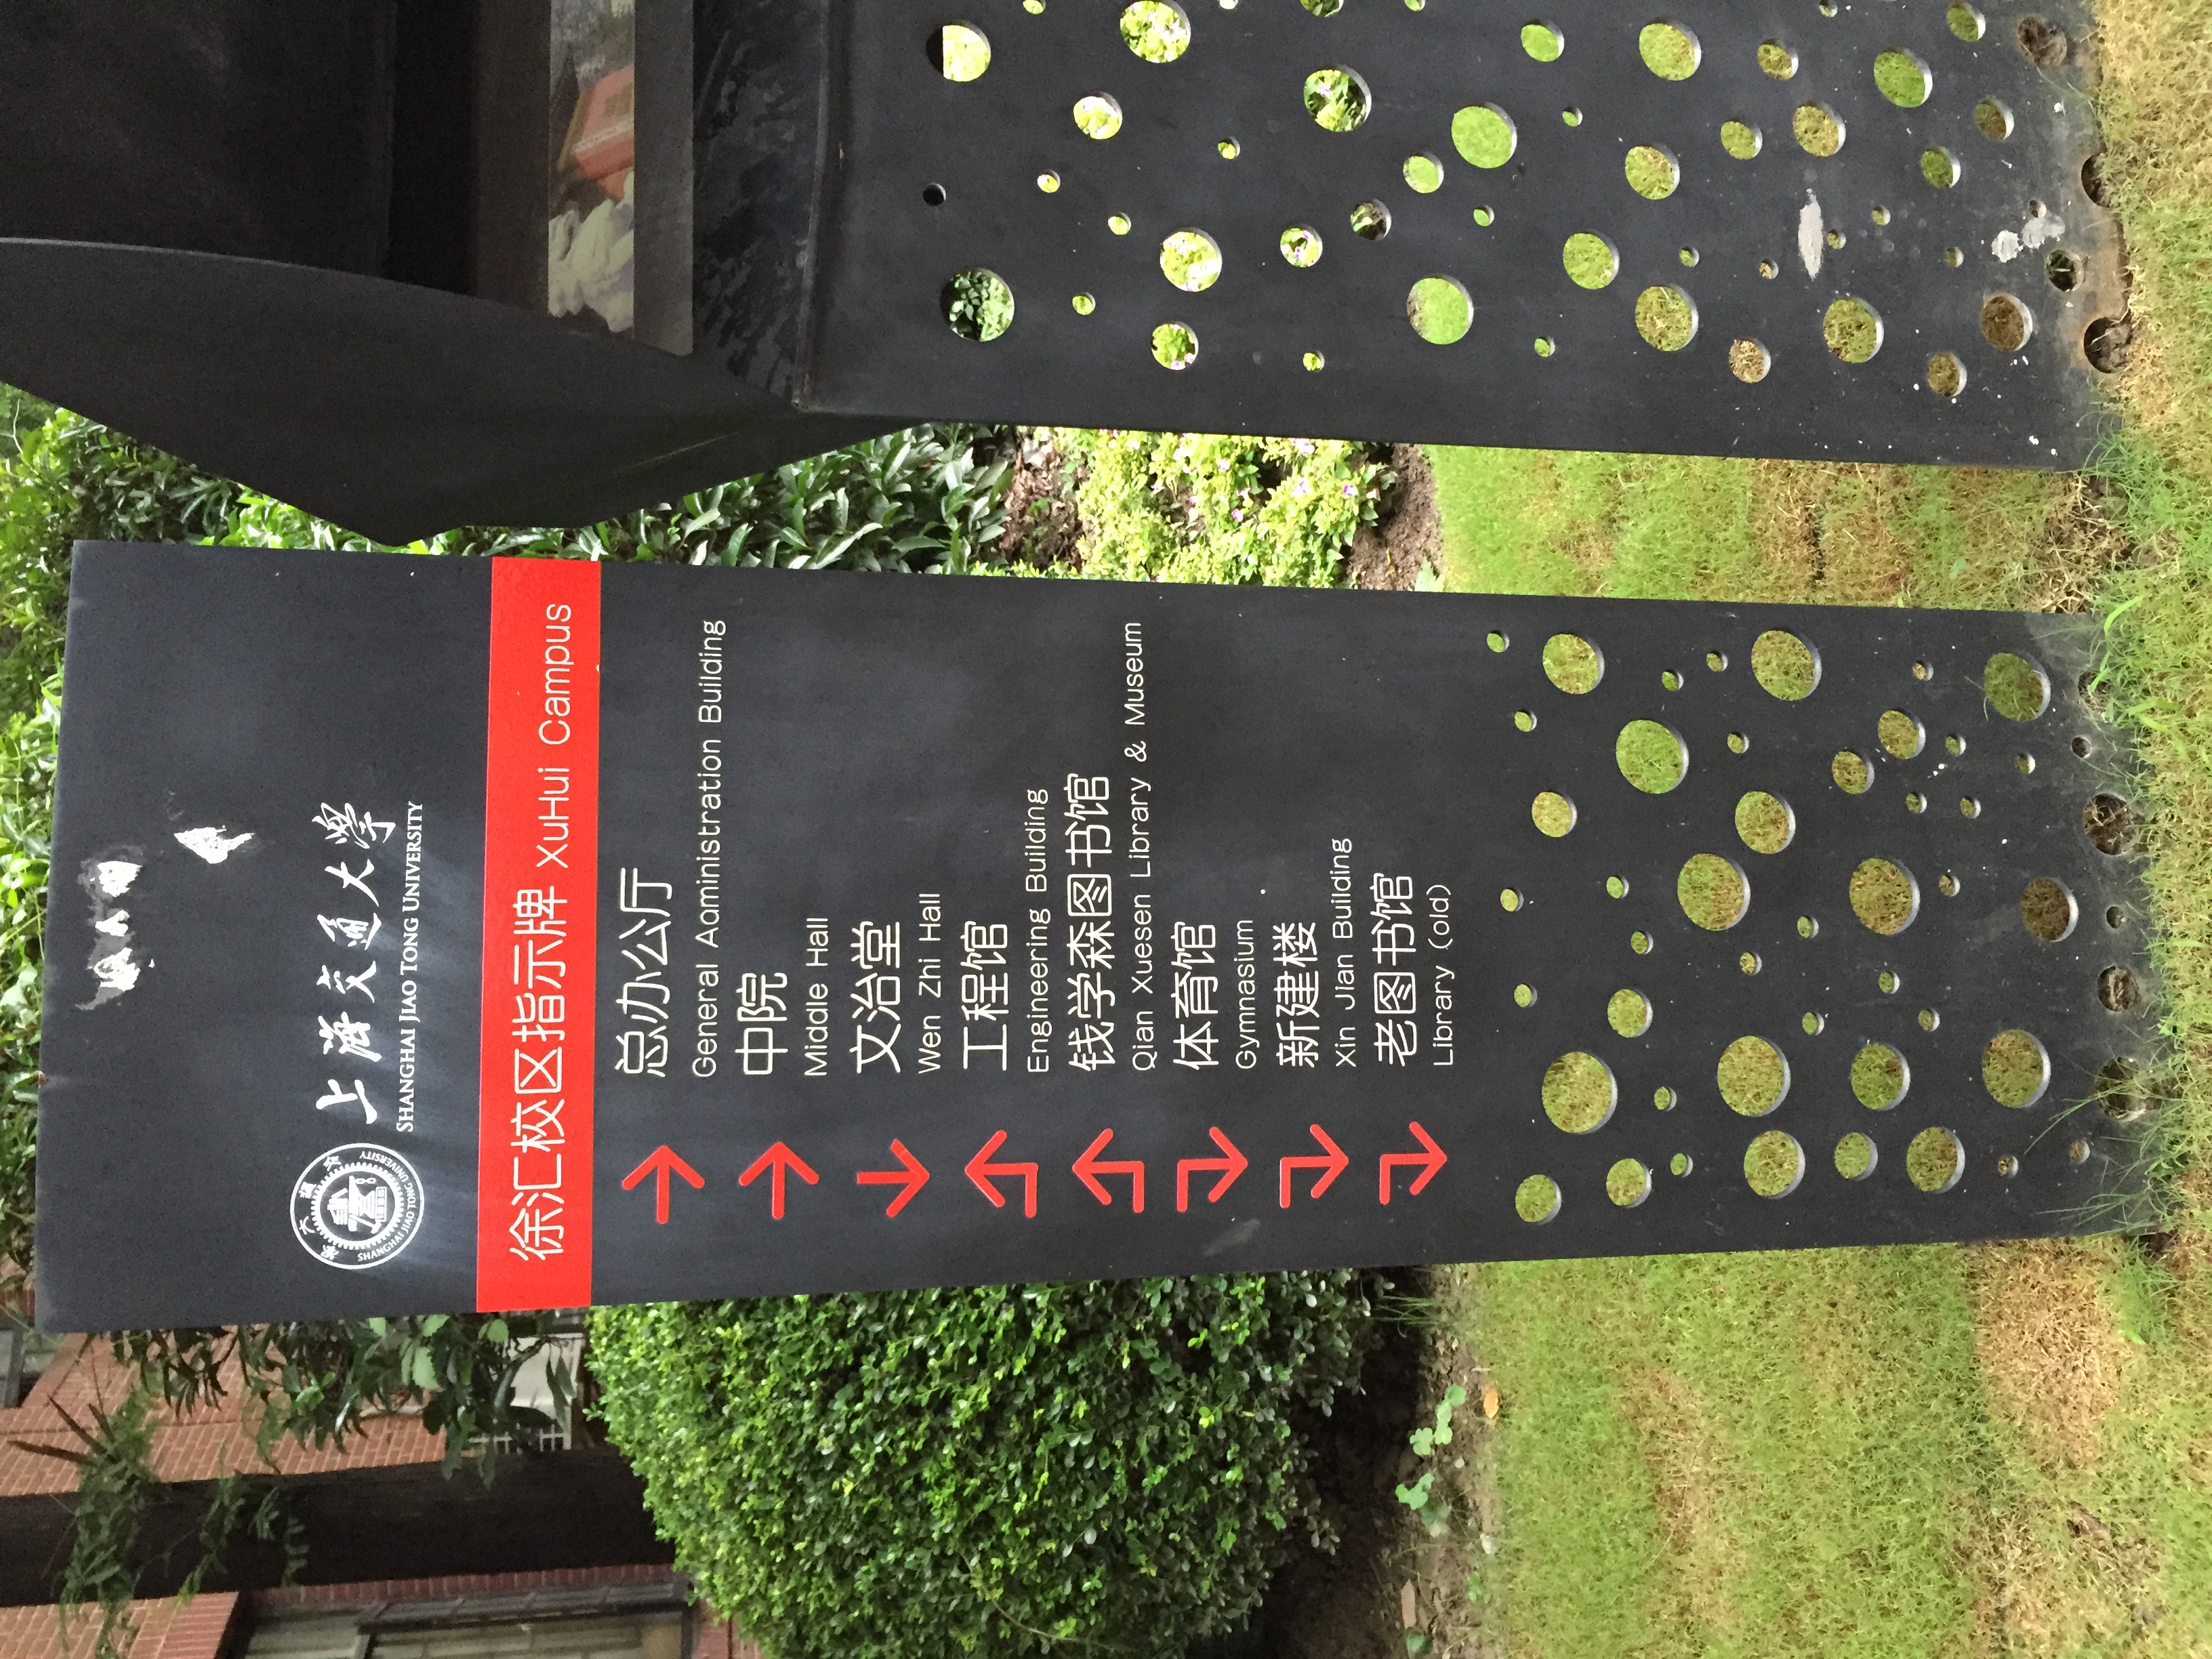 上海交通大学
SHANGHAI JIAO TONG UNIVERSITY
徐汇校区指示牌 XuHui Campus
总办公厅
General Administration Building
中院
Middle Hall
文治堂
Wen Zhi Hall
工程馆
Engineering Building
钱学森图书馆
Qian Xuesen Library & Museum
体育馆
Gymnasium
新建楼
Xin Jian Building
老图书馆
Library (old)